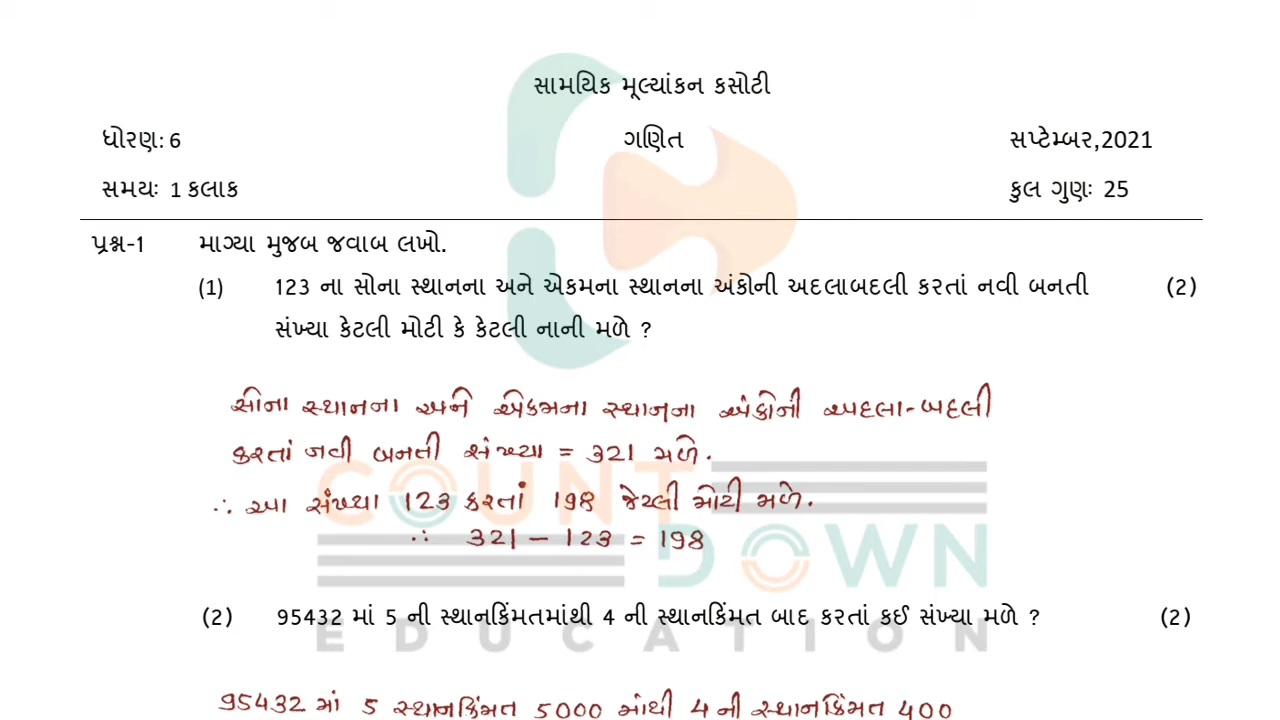 સામયિક મૂલ્યાંકન કસોટી
ધોરણ: 6 ગણિત સપ્ટેમ્બર,2021
સમયઃ 1 કલાક કુલ ગુણઃ 25
પ્રશ્ન-1 માગ્યા મુજબ જવાબ લખો.
(1) 123 ના સોના સ્થાનના અને એકમના સ્થાનના અંકોની અદલાબદલી કરતાં નવી બનતી (2)
સંખ્યા કેટલી મોટી કે કેટલી નાની મળે ?
સોના સ્થાનના અને એકમના સ્થાનના અંકોની અદલા-બદલી
કરતાં નવી બનતી સંખ્યા = 321 મળે.
∴ આ સંખ્યા 123 કરતાં 198 જેટલી મોટી મળે.
∴ 321 - 123 = 198
COUNT
DOWN
(2) 95432 માં 5 ની સ્થાનકિંમતમાંથી 4 ની સ્થાનકિંમત બાદ કરતાં કઈ સંખ્યા મળે ? (2)
EDUCATION
95432 માં 5 સ્થાનકિંમત 5000 માંથી 4 ની સ્થાનકિંમત 400